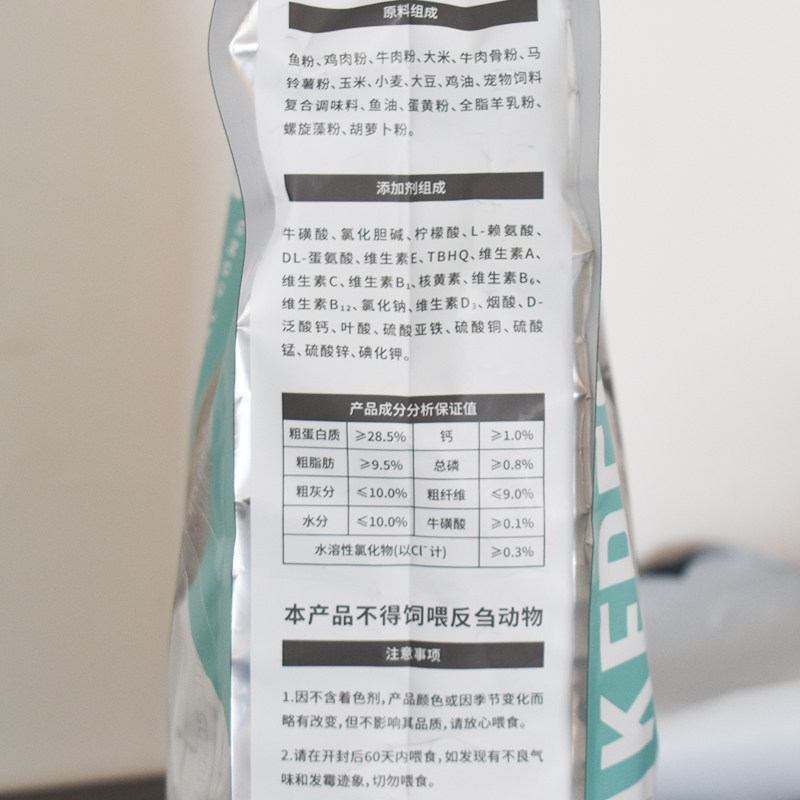 原料组成
鱼粉、鸡肉粉、牛肉粉、大米、牛肉骨粉、马
铃薯粉、玉米、小麦、大豆、鸡油、宠物饲料
复合调味料、鱼油、蛋黄粉、全脂羊乳粉、
螺旋藻粉、胡萝卜粉。
添加剂组成
牛磺酸、氯化胆碱、柠檬酸、L-赖氨酸、
DL-蛋氨酸、维生素E、TBHQ、维生素A、
维生素C、维生素B₁、核黄素、维生素B₆、
维生素B₁₂、氯化钠、维生素D₃、烟酸、D-
泛酸钙、叶酸、硫酸亚铁、硫酸铜、硫酸
锰、硫酸锌、碘化钾。
产品成分分析保证值
粗蛋白质 ≥28.5% 钙 ≥1.0%
粗脂肪 ≥9.5% 总磷 ≥0.8%
粗灰分 ≤10.0% 粗纤维 ≤9.0%
水分 ≤10.0% 牛磺酸 ≥0.1%
水溶性氯化物(以Cl⁻计) ≥0.3%
本产品不得饲喂反刍动物
注意事项
1.因不含着色剂,产品颜色或因季节变化而
略有改变,但不影响其品质,请放心喂食。
2.请在开封后60天内喂食,如发现有不良气
味和发霉迹象,切勿喂食。